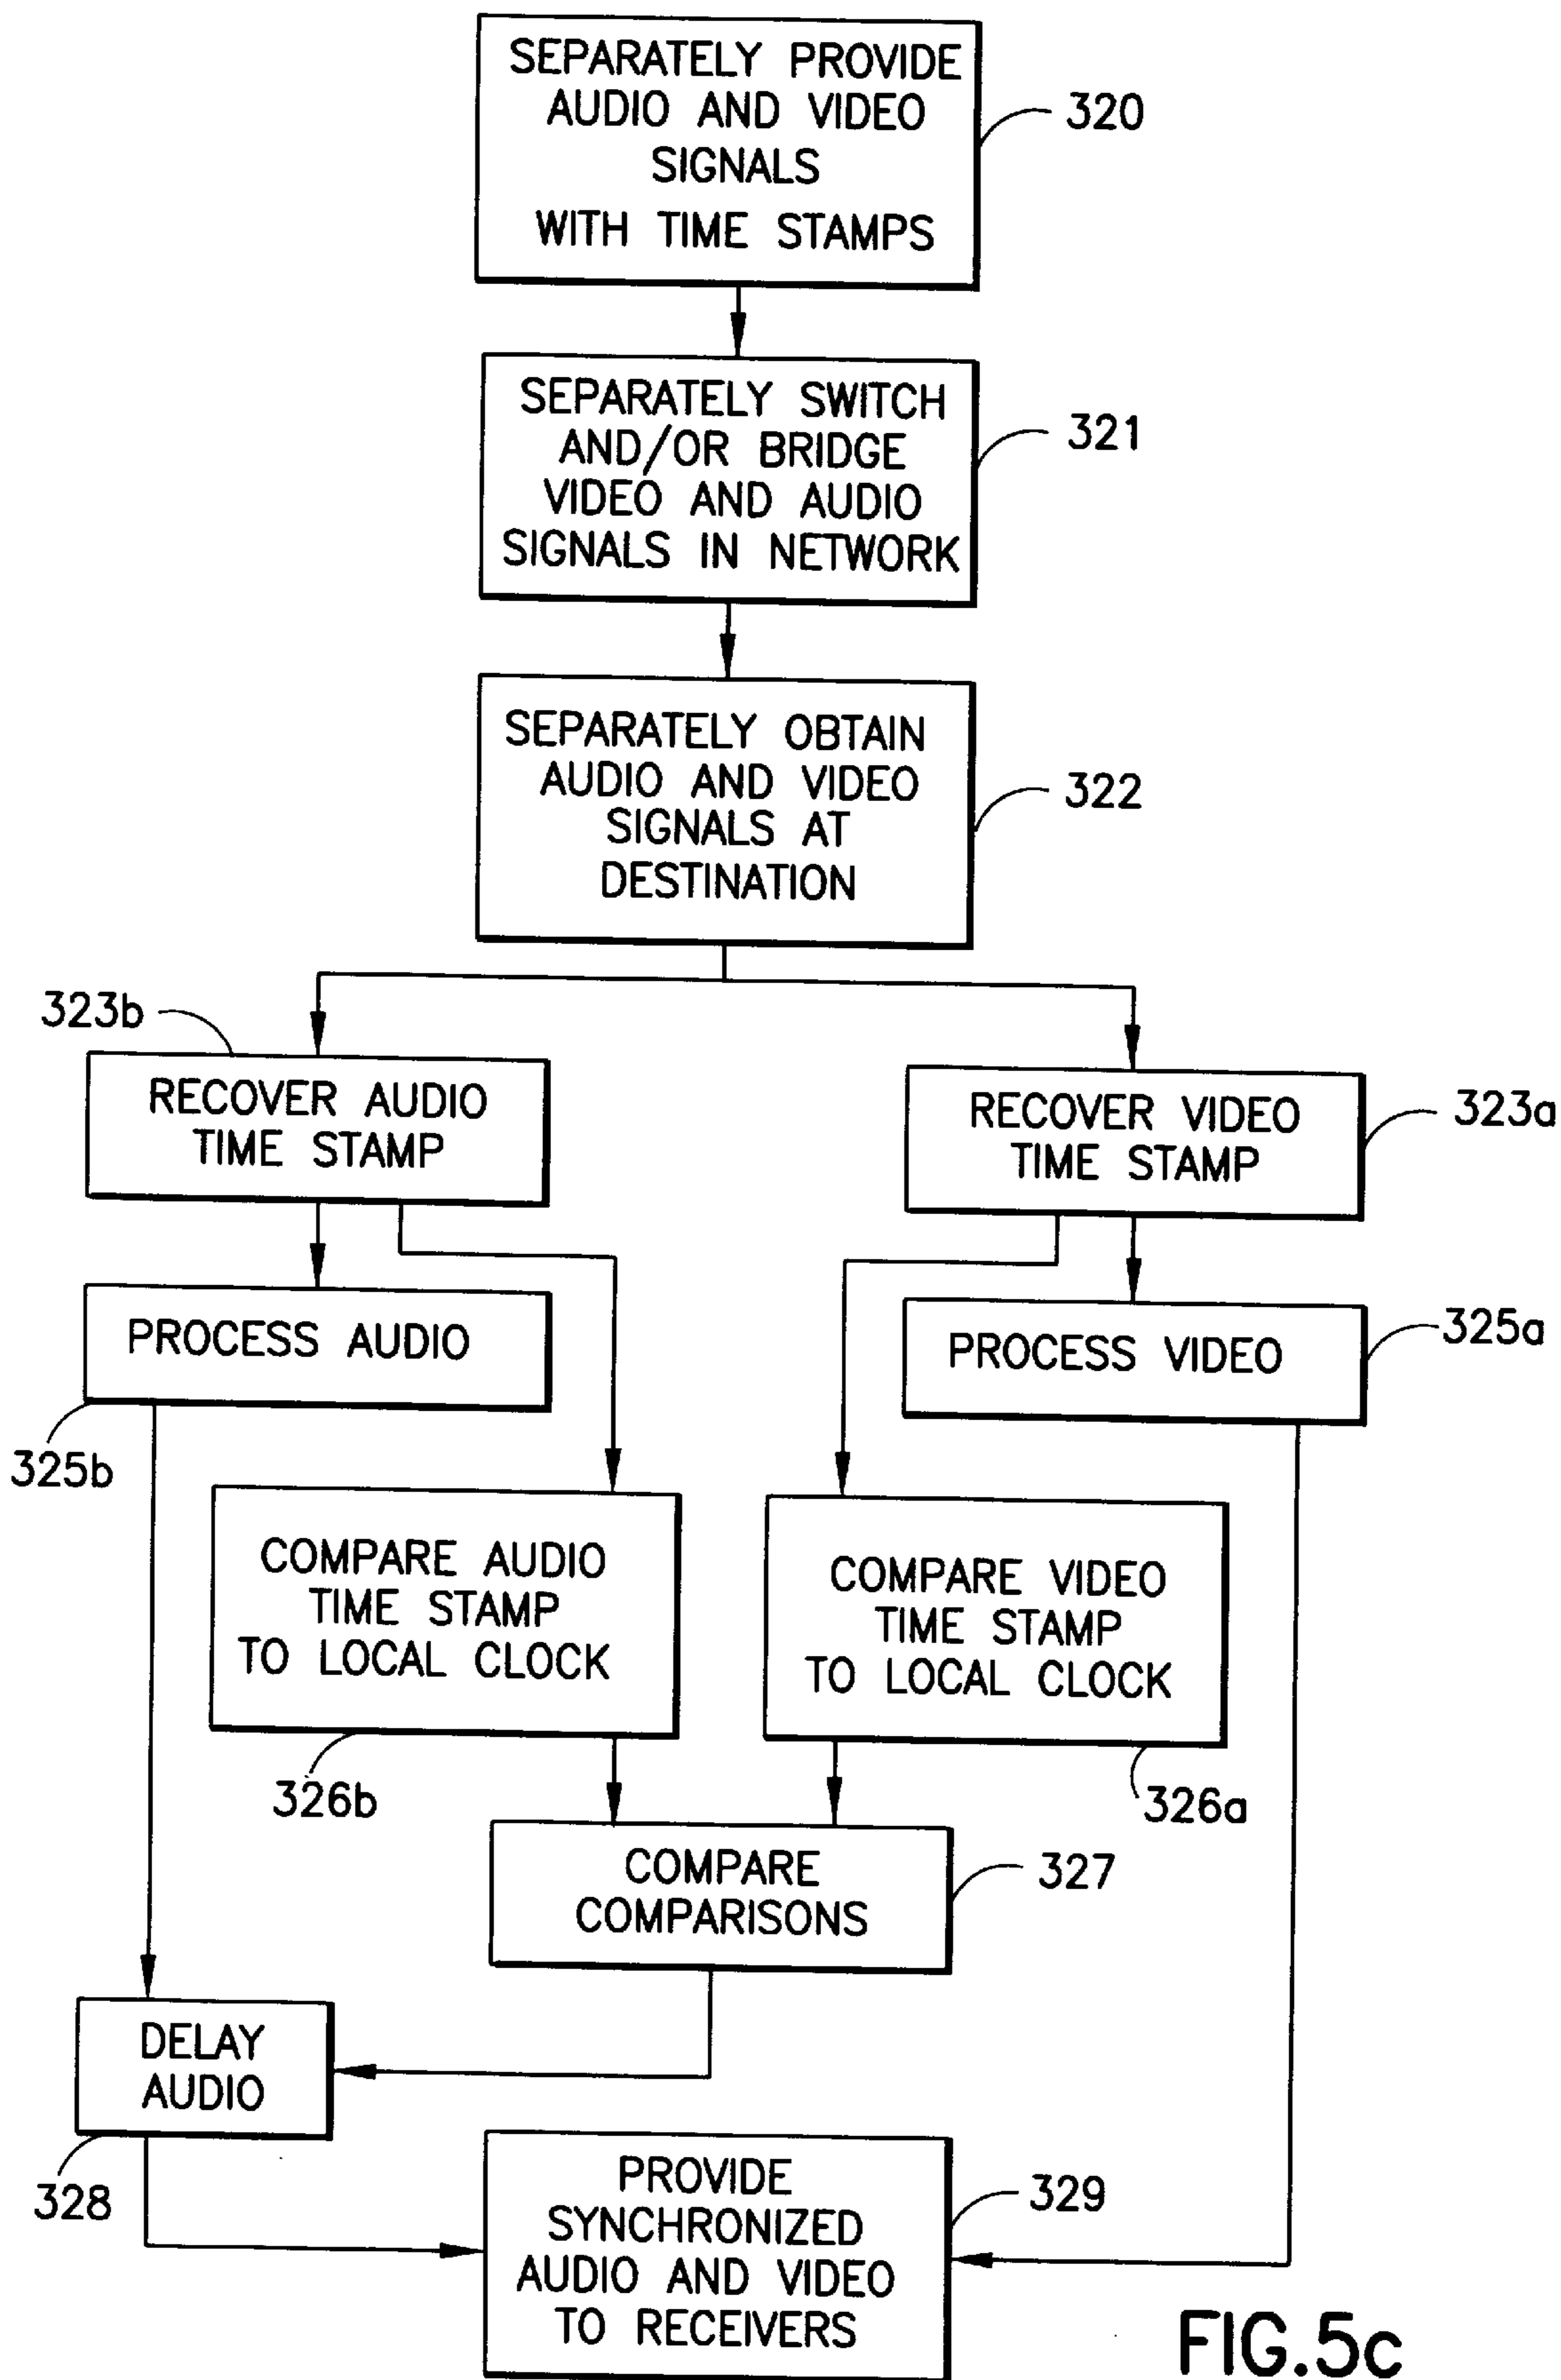 SEPARATELY PROVIDE
AUDIO AND VIDEO
SIGNALS
WITH TIME STAMPS
320
SEPARATELY SWITCH
AND/OR BRIDGE
VIDEO AND AUDIO
SIGNALS IN NETWORK
321
SEPARATELY OBTAIN
AUDIO AND VIDEO
SIGNALS AT
DESTINATION
322
323b
RECOVER AUDIO
TIME STAMP
RECOVER VIDEO
TIME STAMP
323a
PROCESS AUDIO
325b
PROCESS VIDEO
325a
COMPARE AUDIO
TIME STAMP
TO LOCAL CLOCK
326b
COMPARE VIDEO
TIME STAMP
TO LOCAL CLOCK
326a
COMPARE
COMPARISONS
327
DELAY
AUDIO
328
PROVIDE
SYNCHRONIZED
AUDIO AND VIDEO
TO RECEIVERS
329
FIG.5c